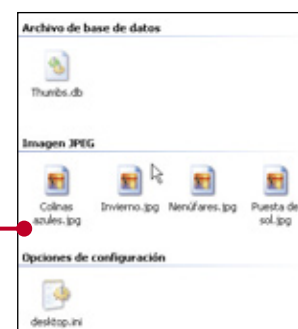 Archivo de base de datos
Thumbs.db
Imagen JPEG
Colinas azules.jpg
Invierno.jpg
Nenúfares.jpg
Puesta de sol.jpg
Opciones de configuración
desktop.ini